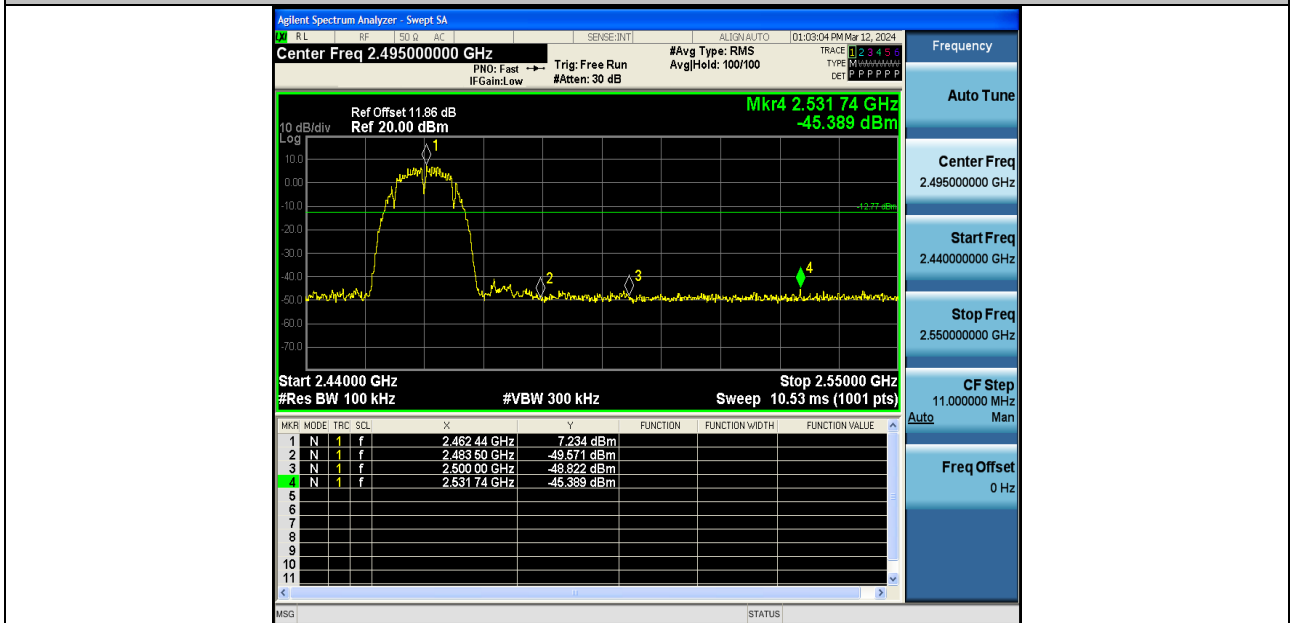 Agilent Spectrum Analyzer - Swept SA
LXI RL RF 50 Ω AC SENSE:INT ALIGN AUTO 01:03:04 PM Mar 12, 2024
Center Freq 2.495000000 GHz
PNO: Fast
IFGain:Low
Trig: Free Run
#Atten: 30 dB
#Avg Type: RMS
Avg|Hold: 100/100
TRACE 1 2 3 4 5 6
TYPE M
DET P P P P P P
Mkr4 2.531 74 GHz
-45.389 dBm
Ref Offset 11.86 dB
10 dB/div Ref 20.00 dBm
Log
10.0
0.00
-10.0
-20.0
-30.0
-40.0
-50.0
-60.0
-70.0
1
2
3
4
-12.77 dBm
Start 2.44000 GHz Stop 2.55000 GHz
#Res BW 100 kHz #VBW 300 kHz Sweep 10.53 ms (1001 pts)
MKR MODE TRC SCL X Y FUNCTION FUNCTION WIDTH FUNCTION VALUE
1 N 1 f 2.462 44 GHz 7.234 dBm
2 N 1 f 2.483 50 GHz -49.571 dBm
3 N 1 f 2.500 00 GHz -48.822 dBm
4 N 1 f 2.531 74 GHz -45.389 dBm
5
6
7
8
9
10
11
MSG STATUS
Frequency
Auto Tune
Center Freq
2.495000000 GHz
Start Freq
2.440000000 GHz
Stop Freq
2.550000000 GHz
CF Step
11.000000 MHz
Auto Man
Freq Offset
0 Hz